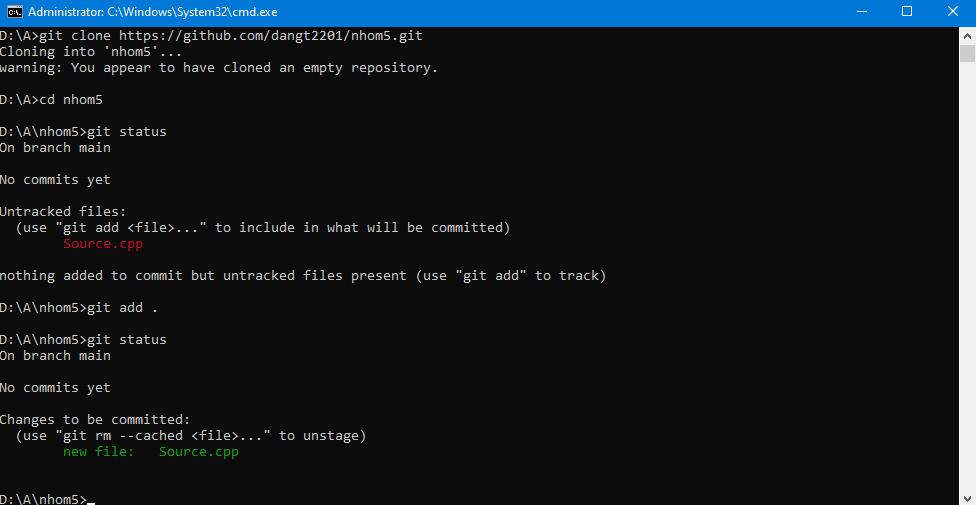 Administrator: C:\Windows\System32\cmd.exe
D:\A>git clone https://github.com/dangt2201/nhom5.git
Cloning into 'nhom5'...
warning: You appear to have cloned an empty repository.
D:\A>cd nhom5
D:\A\nhom5>git status
On branch main
No commits yet
Untracked files:
  (use "git add <file>..." to include in what will be committed)
        Source.cpp
nothing added to commit but untracked files present (use "git add" to track)
D:\A\nhom5>git add .
D:\A\nhom5>git status
On branch main
No commits yet
Changes to be committed:
  (use "git rm --cached <file>..." to unstage)
        new file:   Source.cpp
D:\A\nhom5>